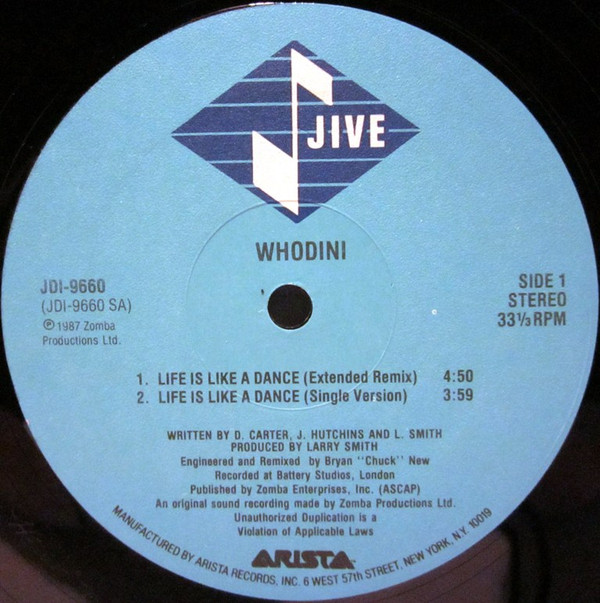 JIVE
WHODINI
JDI-9660
(JDI-9660 SA)
℗ 1987 Zomba
Productions Ltd.
SIDE 1
STEREO
33⅓ RPM
1. LIFE IS LIKE A DANCE (Extended Remix) 4:50
2. LIFE IS LIKE A DANCE (Single Version) 3:59
WRITTEN BY D. CARTER, J. HUTCHINS AND L. SMITH
PRODUCED BY LARRY SMITH
Engineered and Remixed by Bryan "Chuck" New
Recorded at Battery Studios, London
Published by Zomba Enterprises, Inc. (ASCAP)
An original sound recording made by Zomba Productions Ltd.
Unauthorized Duplication is a
Violation of Applicable Laws
ARISTA
MANUFACTURED BY ARISTA RECORDS, INC. 6 WEST 57th STREET, NEW YORK, N.Y. 10019